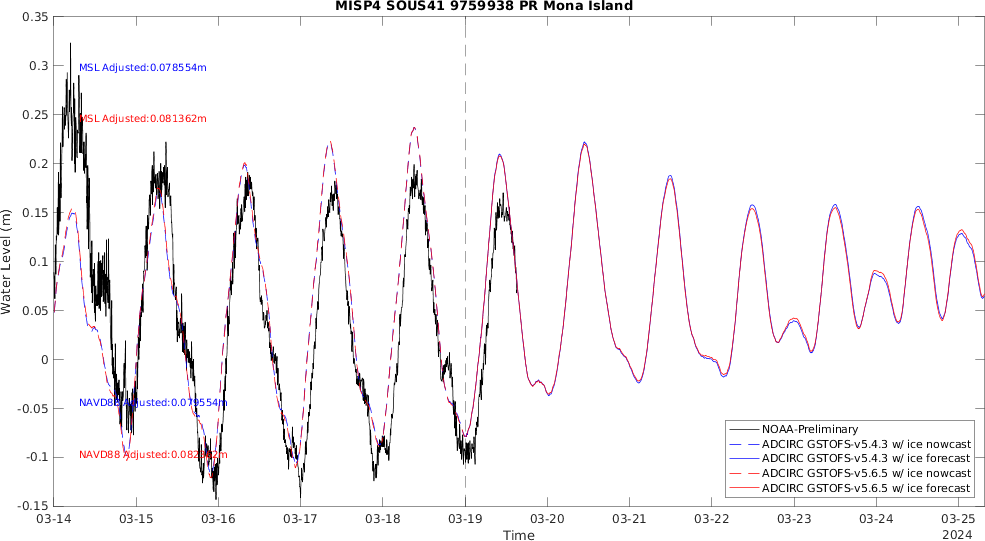 MISP4 SOUS41 9759938 PR Mona Island
0.35
0.3
0.25
0.2
0.15
0.1
0.05
0
-0.05
-0.1
-0.15
Water Level (m)
MSL Adjusted:0.078554m
MSL Adjusted:0.081362m
NAVD88 Adjusted:0.079554m
NAVD88 Adjusted:
NOAA-Preliminary
ADCIRC GSTOFS-v5.4.3 w/ ice nowcast
ADCIRC GSTOFS-v5.4.3 w/ ice forecast
ADCIRC GSTOFS-v5.6.5 w/ ice nowcast
ADCIRC GSTOFS-v5.6.5 w/ ice forecast
03-14 03-15 03-16 03-17 03-18 03-19 03-20 03-21 03-22 03-23 03-24 03-25
Time
2024